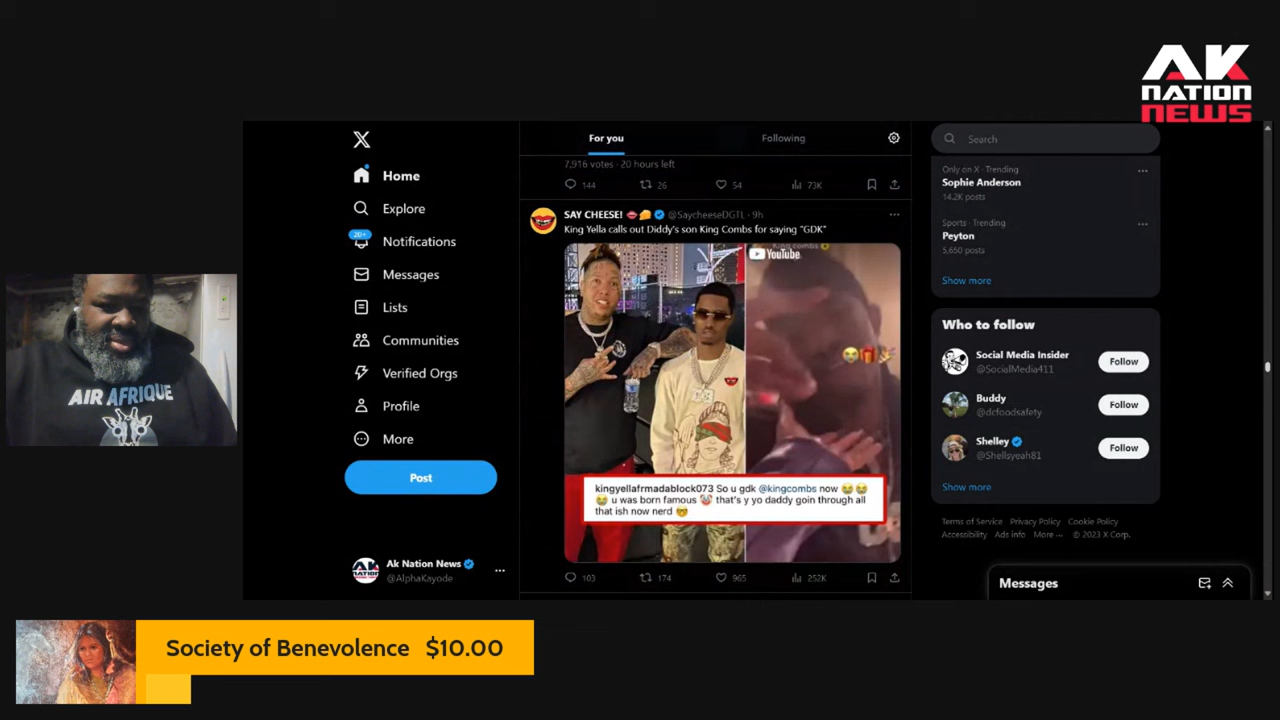 AK
NATION
NEWS
For you
Following
Search
7,916 votes · 20 hours left
144
26
54
73K
Home
Explore
20+
Notifications
Messages
Lists
Communities
Verified Orgs
Profile
More
Post
Ak Nation News
@AlphaKayode
SAY CHEESE! 👄🧀 @SaycheeseDGTL · 9h
King Yella calls out Diddy's son King Combs for saying "GDK"
YouTube
kingyellafrmadablock073 So u gdk @kingcombs now 😭😭
😭 u was born famous 🤡 that's y yo daddy goin through all
that ish now nerd 🤓
103
174
965
252K
Only on X · Trending
Sophie Anderson
14.2K posts
Sports · Trending
Peyton
5,650 posts
Show more
Who to follow
Social Media Insider
@SocialMedia411
Follow
Buddy
@dcfoodsafety
Follow
Shelley
@Shellsyeah81
Follow
Show more
Terms of Service Privacy Policy Cookie Policy
Accessibility Ads info More ··· © 2023 X Corp.
Messages
AIR AFRIQUE
Society of Benevolence $10.00